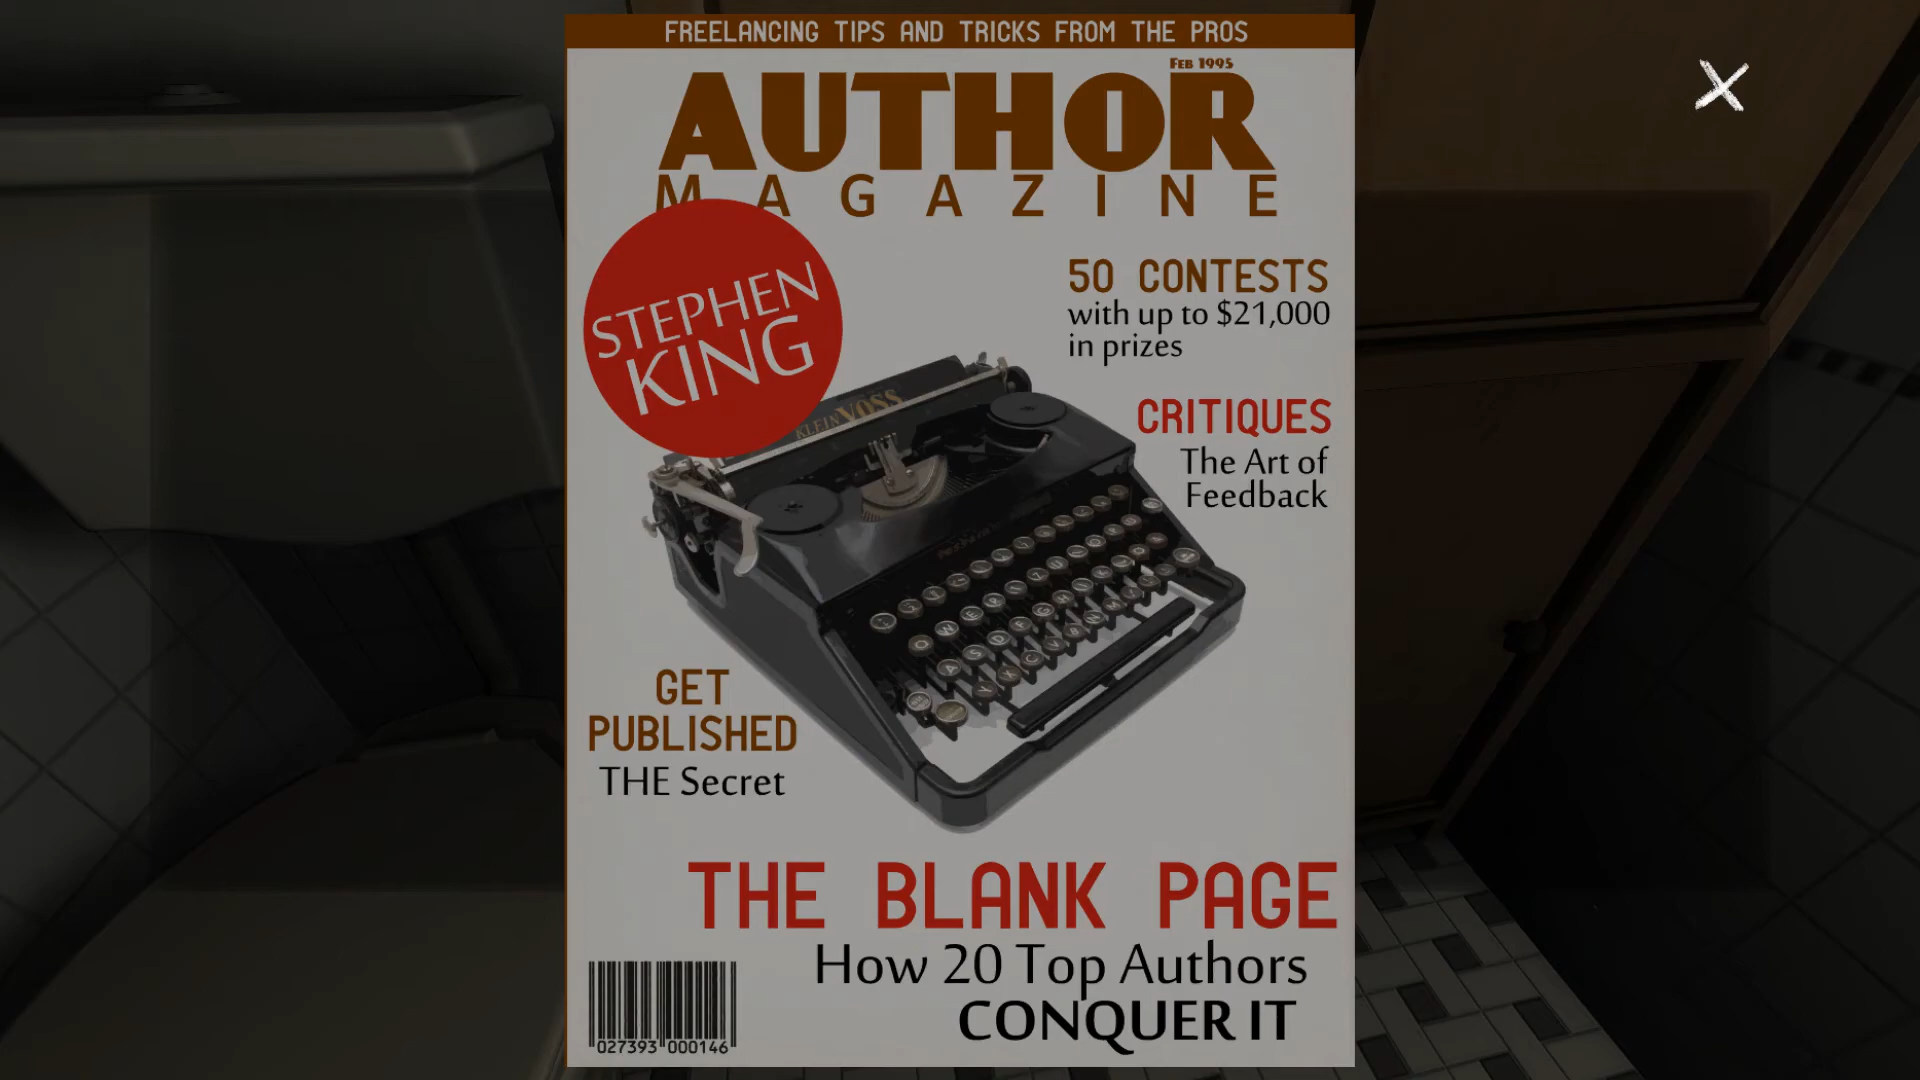 FREELANCING TIPS AND TRICKS FROM THE PROS
FEB 1995
AUTHOR
MAGAZINE
STEPHEN
KING
50 CONTESTS
with up to $21,000
in prizes
CRITIQUES
The Art of
Feedback
KLEIN VOSS
GET
PUBLISHED
THE Secret
THE BLANK PAGE
How 20 Top Authors
CONQUER IT
027393 000146